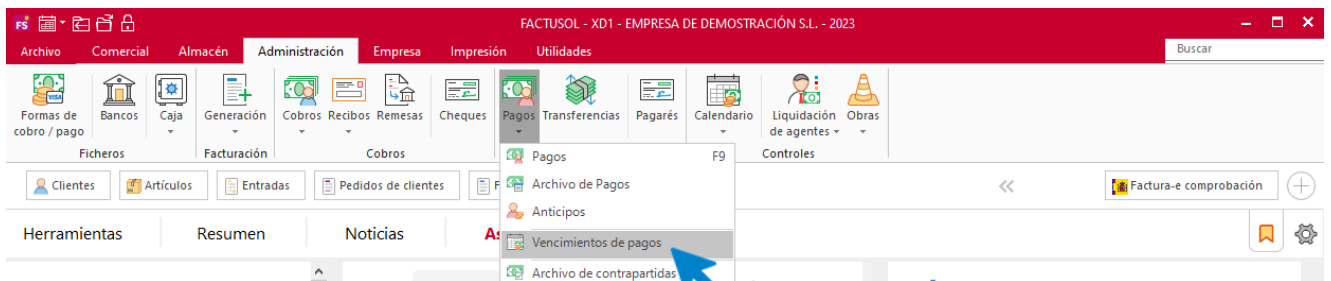 FS
FACTUSOL - XD1 - EMPRESA DE DEMOSTRACIÓN S.L. - 2023
Archivo Comercial Almacén Administración Empresa Impresión Utilidades Buscar
Formas de cobro / pago Bancos Caja Generación Cobros Recibos Remesas Cheques Pagos Transferencias Pagarés Calendario Liquidación de agentes Obras
Ficheros Facturación Cobros Controles
Pagos F9
Clientes Artículos Entradas Pedidos de clientes F Factura-e comprobación
Archivo de Pagos
Anticipos
Herramientas Resumen Noticias As
Vencimientos de pagos
Archivo de contrapartidas